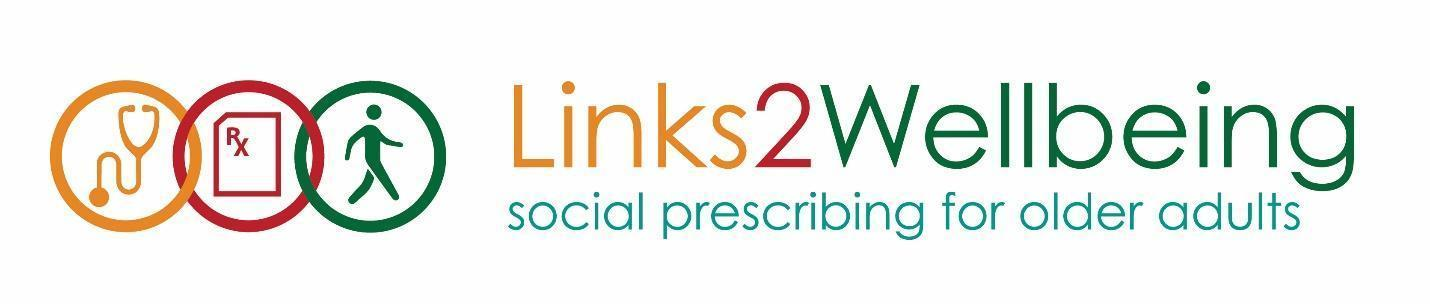 Rx
Links2Wellbeing
social prescribing for older adults